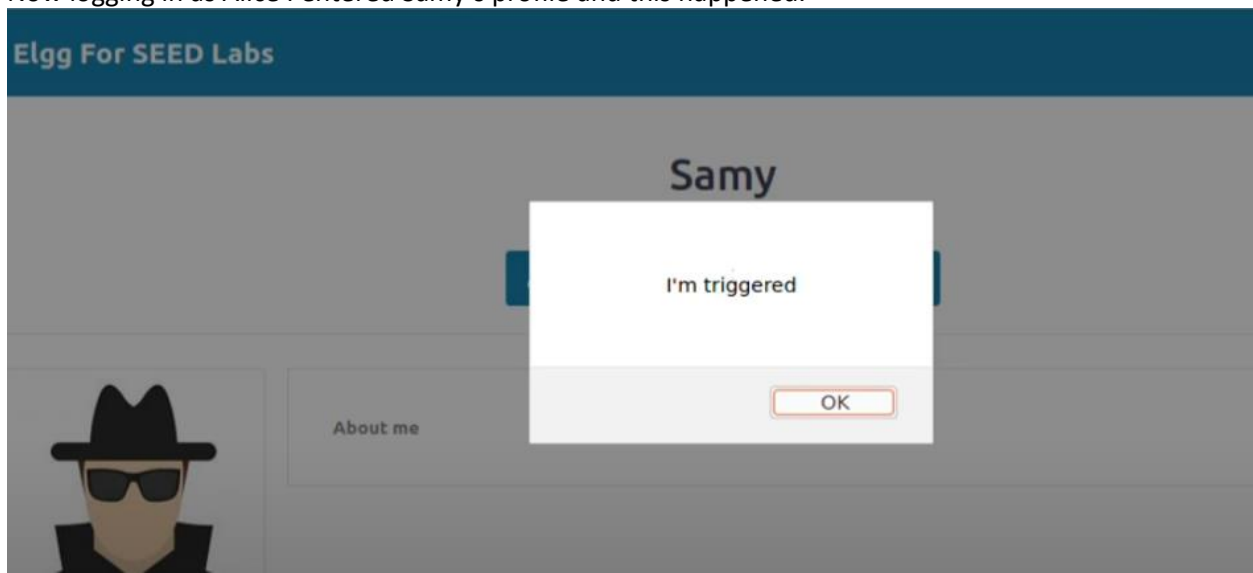 Now logging in as Alice I entered Samy's profile and this happened:
Elgg For SEED Labs
Samy
I'm triggered
OK
About me